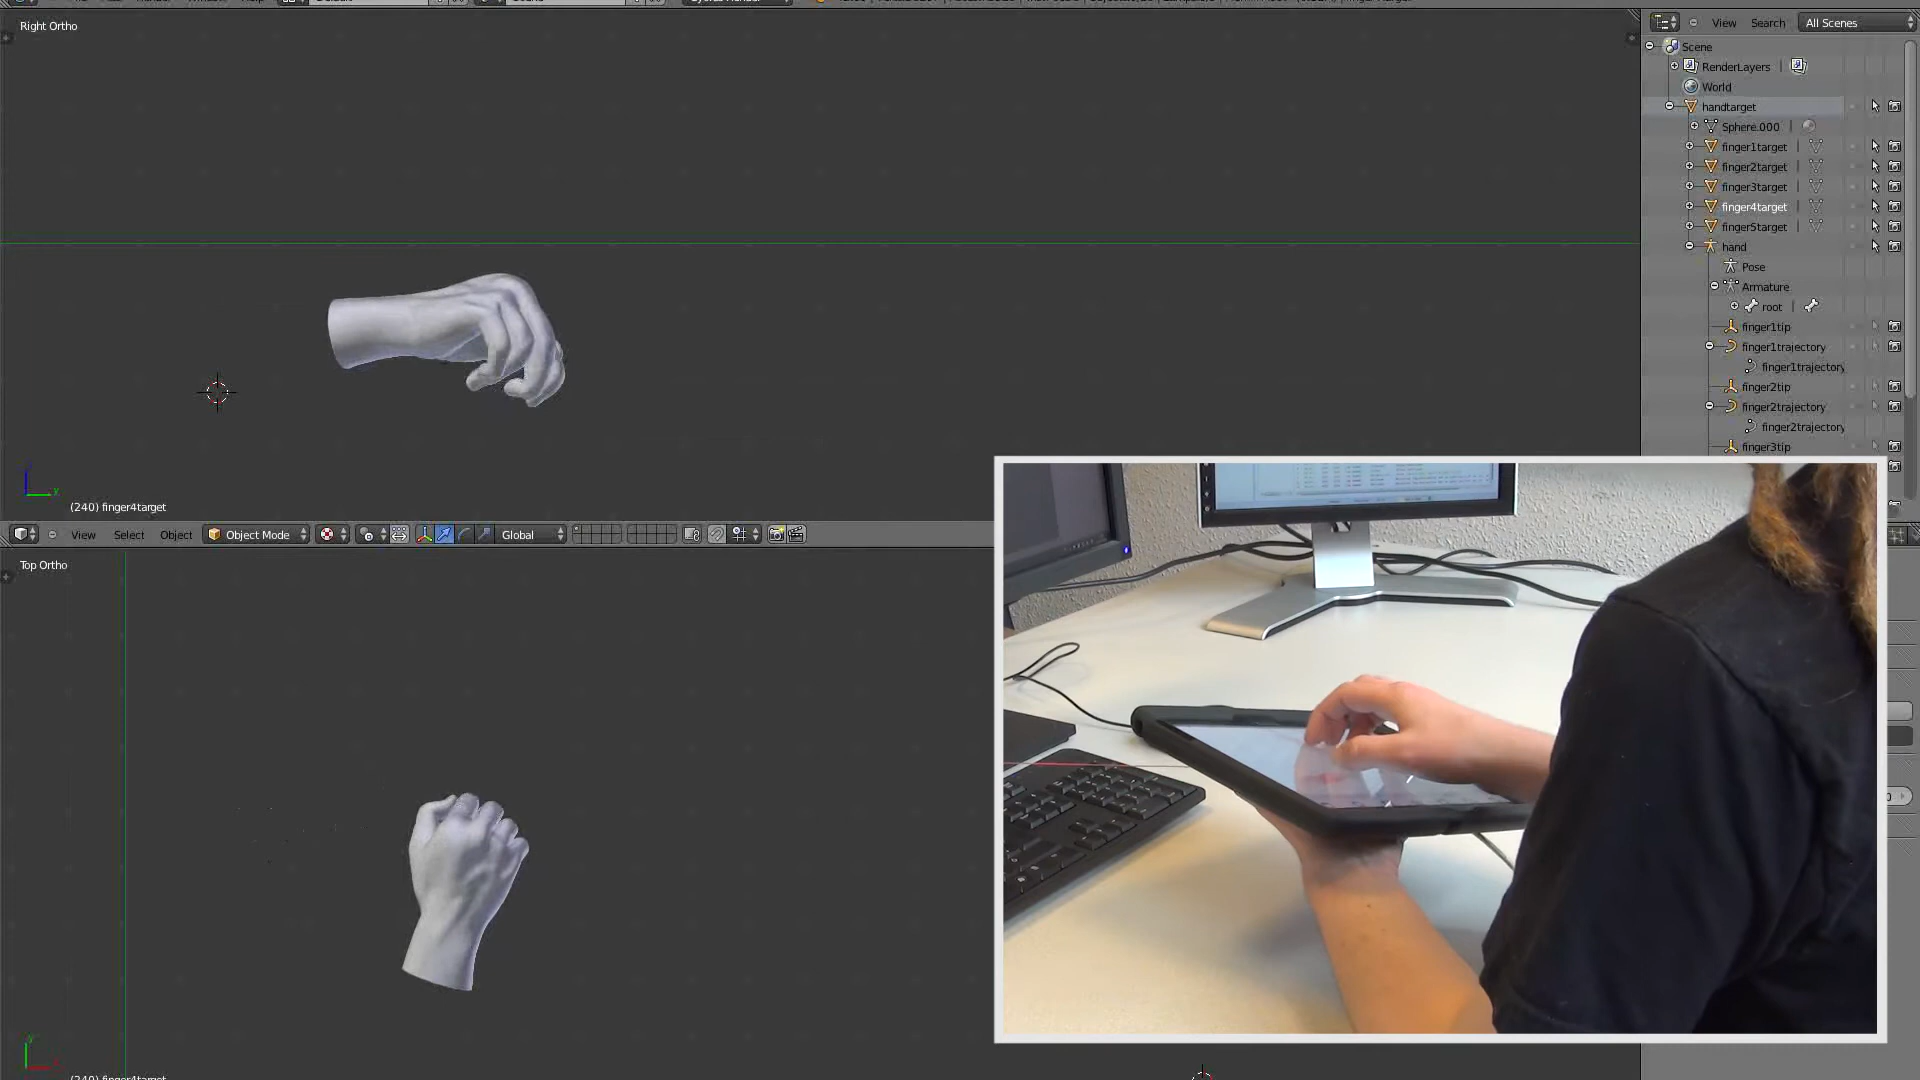 Right Ortho
View Search All Scenes
Scene
RenderLayers
World
handtarget
Sphere.000
finger1target
finger2target
finger3target
finger4target
finger5target
hand
Pose
Armature
root
finger1tip
finger1trajectory
finger1trajectory
finger2tip
finger2trajectory
finger2trajectory
finger3tip
y
(240) finger4target
View Select Object Object Mode Global
Top Ortho
(240) finger4target